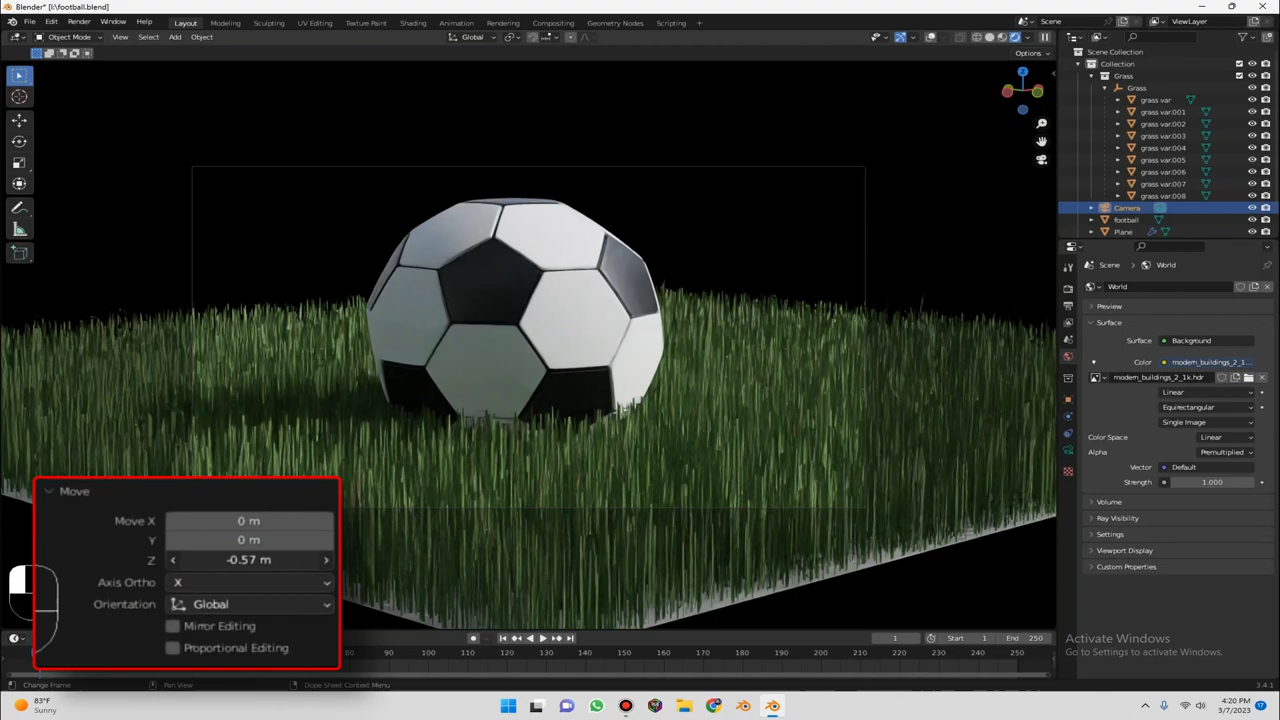 Blender* [I:\football.blend]
File Edit Render Window Help Layout Modeling Sculpting UV Editing Texture Paint Shading Animation Rendering Compositing Geometry Nodes Scripting + Scene ViewLayer
Object Mode View Select Add Object Global
Options
Z
Scene Collection
Collection
Grass
Grass
grass var
grass var.001
grass var.002
grass var.003
grass var.004
grass var.005
grass var.006
grass var.007
grass var.008
Camera
football
Plane
Scene World
World
Preview
Surface
Surface Background
Color modern_buildings_2_1...
modern_buildings_2_1k.hdr
Linear
Equirectangular
Single Image
Color Space Linear
Alpha Premultiplied
Vector Default
Strength 1.000
Volume
Ray Visibility
Settings
Viewport Display
Custom Properties
Move
Move X 0 m
Y 0 m
Z -0.57 m
Axis Ortho X
Orientation Global
Mirror Editing
Proportional Editing
1 Start 1 End 250
80 90 100 110 120 130 140 150 160 170 180 190 200 210 220 230 240 250
Activate Windows
Go to Settings to activate Windows.
Change Frame Pan View Dope Sheet Context Menu 3.4.1
83°F
Sunny
4:20 PM
3/7/2023